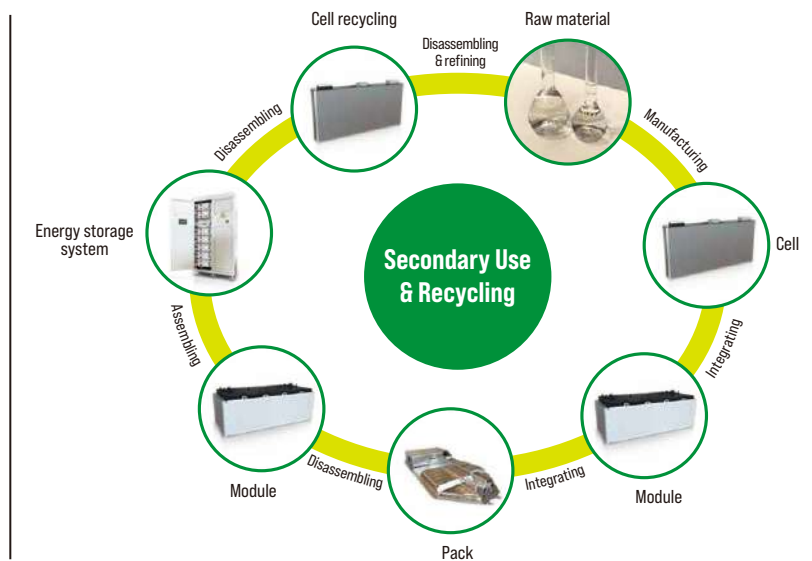 Cell recycling
Disassembling
& refining
Raw material
Manufacturing
Cell
Integrating
Module
Integrating
Pack
Disassembling
Module
Assembling
Energy storage
system
Disassembling
Secondary Use
& Recycling